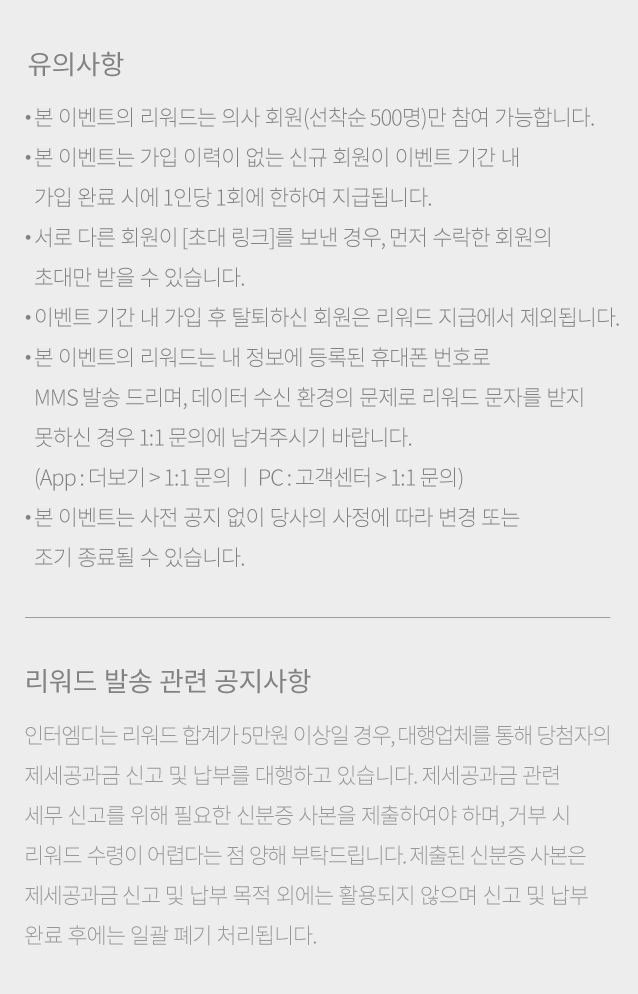 유의사항
• 본 이벤트의 리워드는 의사 회원(선착순 500명)만 참여 가능합니다.
• 본 이벤트는 가입 이력이 없는 신규 회원이 이벤트 기간 내
가입 완료 시에 1인당 1회에 한하여 지급됩니다.
• 서로 다른 회원이 [초대 링크]를 보낸 경우, 먼저 수락한 회원의
초대만 받을 수 있습니다.
• 이벤트 기간 내 가입 후 탈퇴하신 회원은 리워드 지급에서 제외됩니다.
• 본 이벤트의 리워드는 내 정보에 등록된 휴대폰 번호로
MMS 발송 드리며, 데이터 수신 환경의 문제로 리워드 문자를 받지
못하신 경우 1:1 문의에 남겨주시기 바랍니다.
(App : 더보기 > 1:1 문의 ㅣ PC : 고객센터 > 1:1 문의)
• 본 이벤트는 사전 공지 없이 당사의 사정에 따라 변경 또는
조기 종료될 수 있습니다.
리워드 발송 관련 공지사항
인터엠디는 리워드 합계가 5만원 이상일 경우, 대행업체를 통해 당첨자의
제세공과금 신고 및 납부를 대행하고 있습니다. 제세공과금 관련
세무 신고를 위해 필요한 신분증 사본을 제출하여야 하며, 거부 시
리워드 수령이 어렵다는 점 양해 부탁드립니다. 제출된 신분증 사본은
제세공과금 신고 및 납부 목적 외에는 활용되지 않으며 신고 및 납부
완료 후에는 일괄 폐기 처리됩니다.